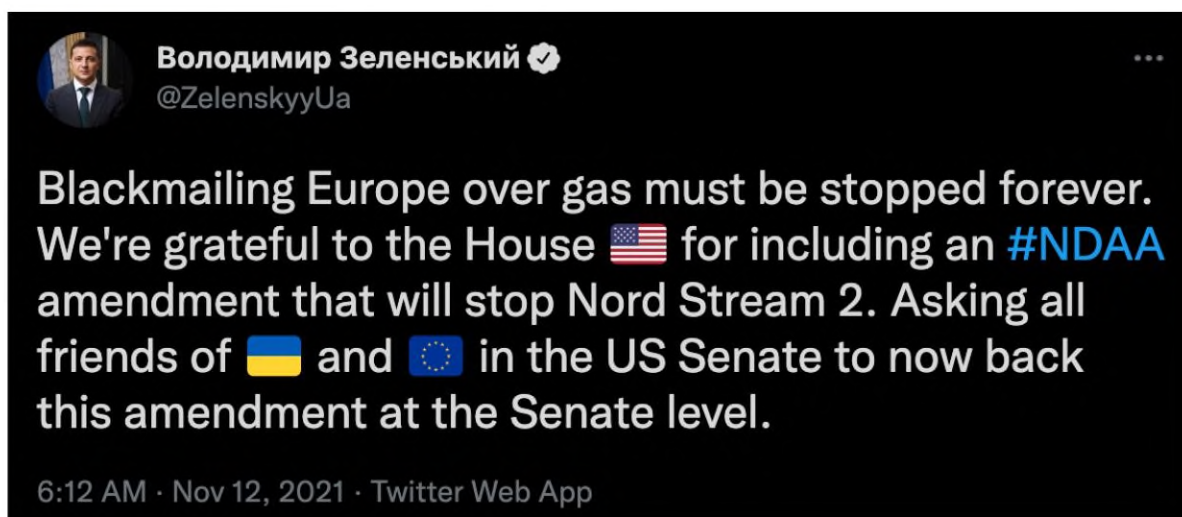 Володимир Зеленський
@ZelenskyyUa
Blackmailing Europe over gas must be stopped forever.
We're grateful to the House 🇺🇸 for including an #NDAA
amendment that will stop Nord Stream 2. Asking all
friends of 🇺🇦 and 🇪🇺 in the US Senate to now back
this amendment at the Senate level.
6:12 AM · Nov 12, 2021 · Twitter Web App